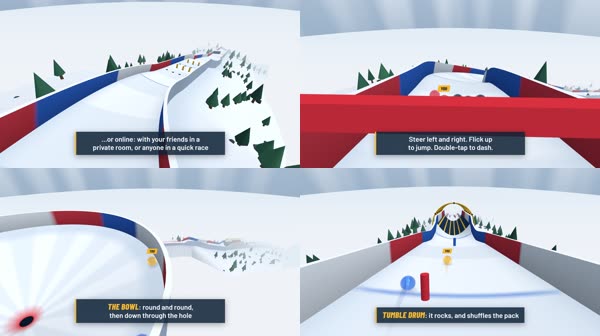 ...or online: with your friends in a
private room, or anyone in a quick race
Steer left and right. Flick up
to jump. Double-tap to dash.
THE BOWL: round and round,
then down through the hole
TUMBLE DRUM: it rocks, and shuffles the pack